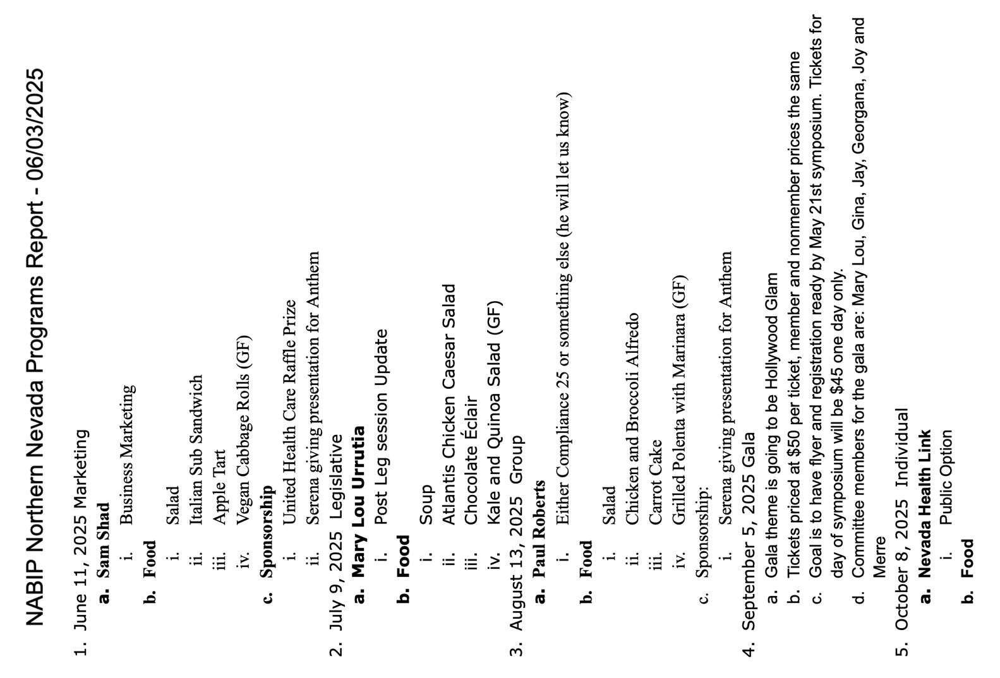 NABIP Northern Nevada Programs Report - 06/03/2025
1. June 11, 2025 Marketing
a. Sam Shad
i. Business Marketing
b. Food
i. Salad
ii. Italian Sub Sandwich
iii. Apple Tart
iv. Vegan Cabbage Rolls (GF)
c. Sponsorship
i. United Health Care Raffle Prize
ii. Serena giving presentation for Anthem
2. July 9, 2025 Legislative
a. Mary Lou Urrutia
i. Post Leg session Update
b. Food
i. Soup
ii. Atlantis Chicken Caesar Salad
iii. Chocolate Éclair
iv. Kale and Quinoa Salad (GF)
3. August 13, 2025 Group
a. Paul Roberts
i. Either Compliance 25 or something else (he will let us know)
b. Food
i. Salad
ii. Chicken and Broccoli Alfredo
iii. Carrot Cake
iv. Grilled Polenta with Marinara (GF)
c. Sponsorship:
i. Serena giving presentation for Anthem
4. September 5, 2025 Gala
a. Gala theme is going to be Hollywood Glam
b. Tickets priced at $50 per ticket, member and nonmember prices the same
c. Goal is to have flyer and registration ready by May 21st symposium. Tickets for
day of symposium will be $45 one day only.
d. Committee members for the gala are: Mary Lou, Gina, Jay, Georgana, Joy and
Merre
5. October 8, 2025 Individual
a. Nevada Health Link
i. Public Option
b. Food